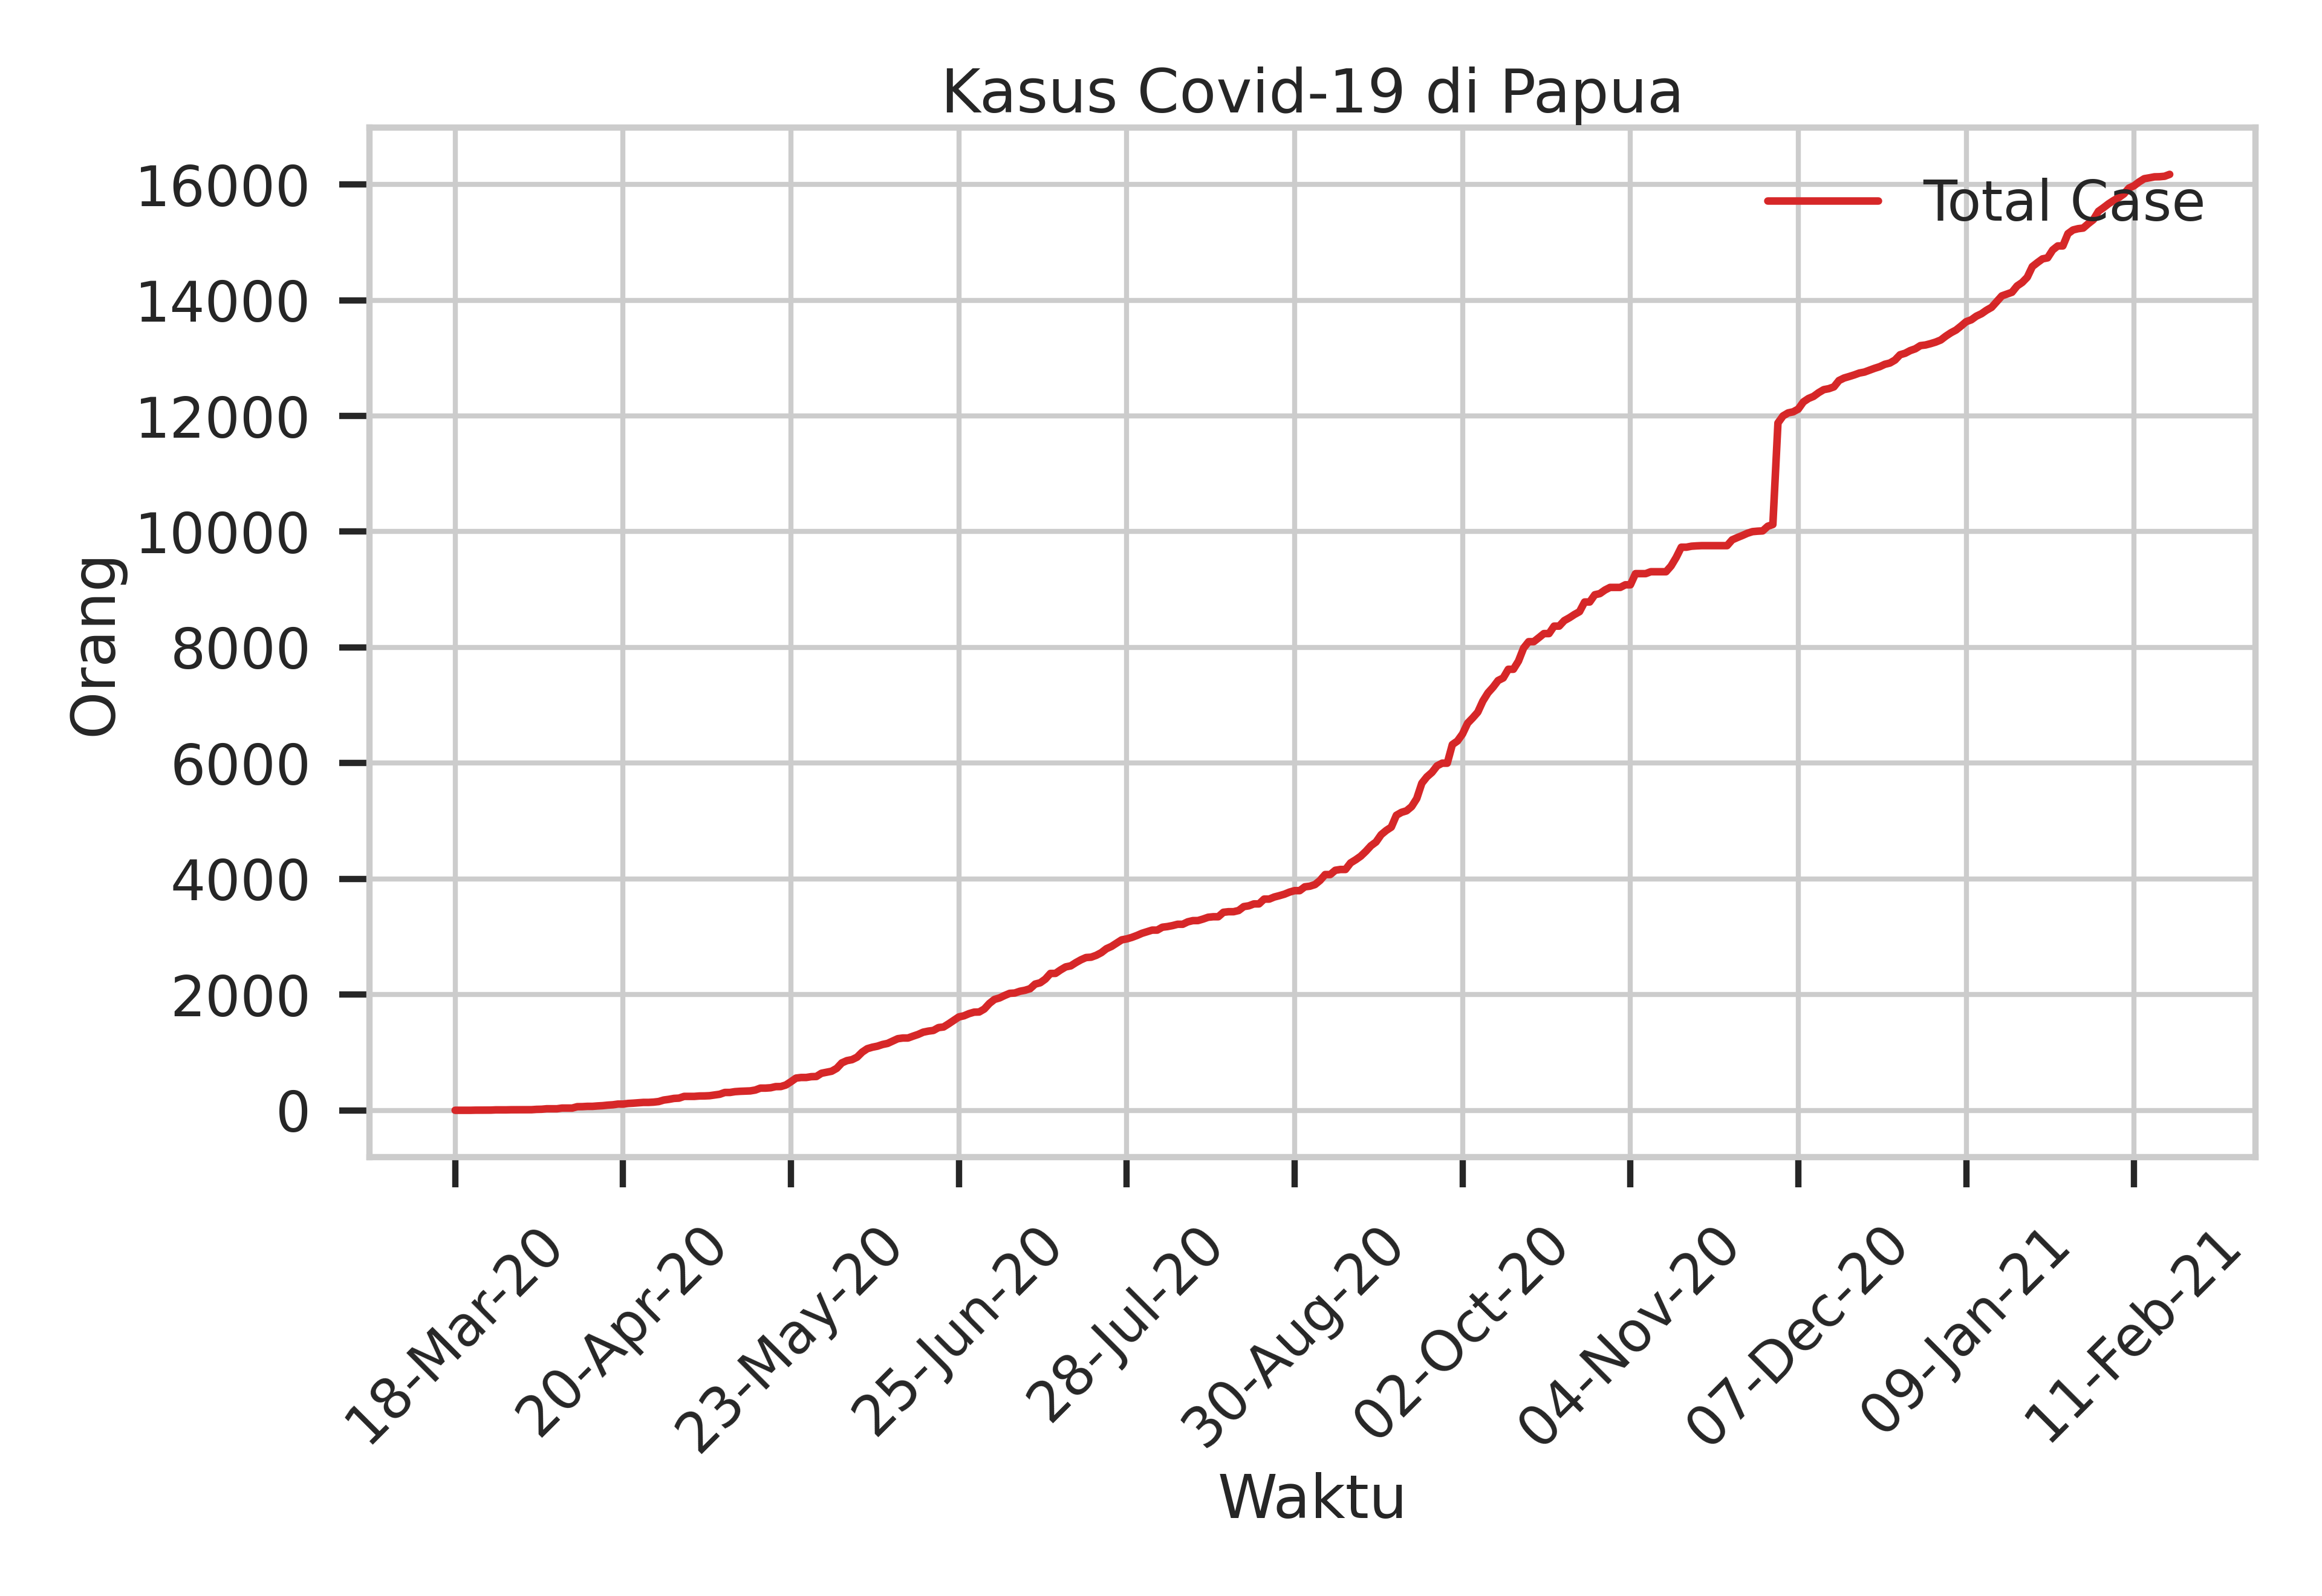 Kasus Covid-19 di Papua
Total Case
16000
14000
12000
10000
8000
6000
4000
2000
0
Orang
18-Mar-20
20-Apr-20
23-May-20
25-Jun-20
28-Jul-20
30-Aug-20
02-Oct-20
04-Nov-20
07-Dec-20
09-Jan-21
11-Feb-21
Waktu